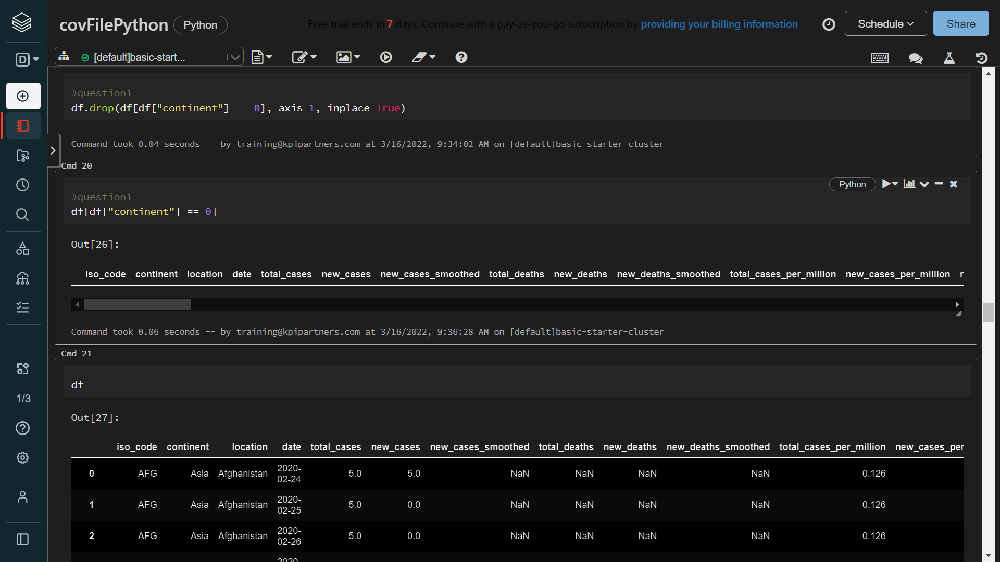 covFilePython Python
Free trial ends in 7 days. Continue with a pay-as-you-go subscription by providing your billing information.
Schedule
Share
D
[default]basic-start...
#question1
df.drop(df[df["continent"] == 0], axis=1, inplace=True)
Command took 0.04 seconds -- by training@kpipartners.com at 3/16/2022, 9:34:02 AM on [default]basic-starter-cluster
Cmd 20
Python
#question1
df[df["continent"] == 0]
Out[26]:
iso_code continent location date total_cases new_cases new_cases_smoothed total_deaths new_deaths new_deaths_smoothed total_cases_per_million new_cases_per_million
Command took 0.06 seconds -- by training@kpipartners.com at 3/16/2022, 9:36:28 AM on [default]basic-starter-cluster
Cmd 21
df
1/3
Out[27]:
iso_code continent location date total_cases new_cases new_cases_smoothed total_deaths new_deaths new_deaths_smoothed total_cases_per_million new_cases_per
0 AFG Asia Afghanistan 2020-02-24 5.0 5.0 NaN NaN NaN NaN 0.126
1 AFG Asia Afghanistan 2020-02-25 5.0 0.0 NaN NaN NaN NaN 0.126
2 AFG Asia Afghanistan 2020-02-26 5.0 0.0 NaN NaN NaN NaN 0.126